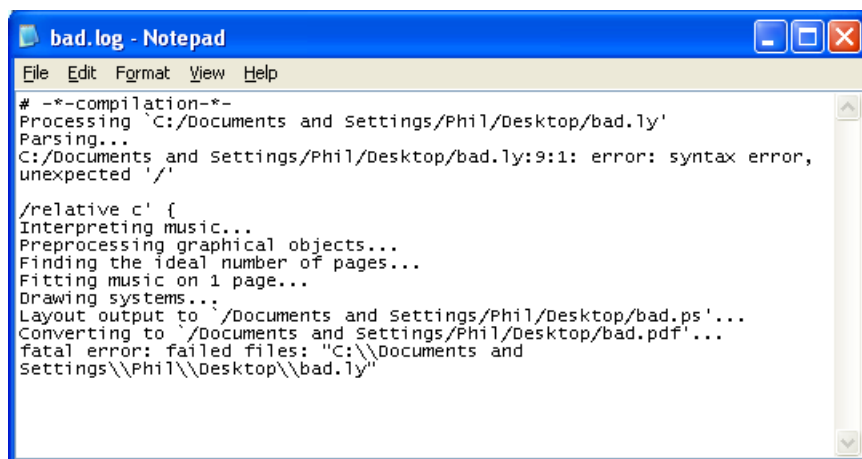 bad.log - Notepad
File Edit Format View Help
# -*-compilation-*-
Processing `C:/Documents and Settings/Phil/Desktop/bad.ly'
Parsing...
C:/Documents and Settings/Phil/Desktop/bad.ly:9:1: error: syntax error,
unexpected '/'
/relative c' {
Interpreting music...
Preprocessing graphical objects...
Finding the ideal number of pages...
Fitting music on 1 page...
Drawing systems...
Layout output to `/Documents and Settings/Phil/Desktop/bad.ps'...
Converting to `/Documents and Settings/Phil/Desktop/bad.pdf'...
fatal error: failed files: "C:\\Documents and
Settings\\Phil\\Desktop\\bad.ly"